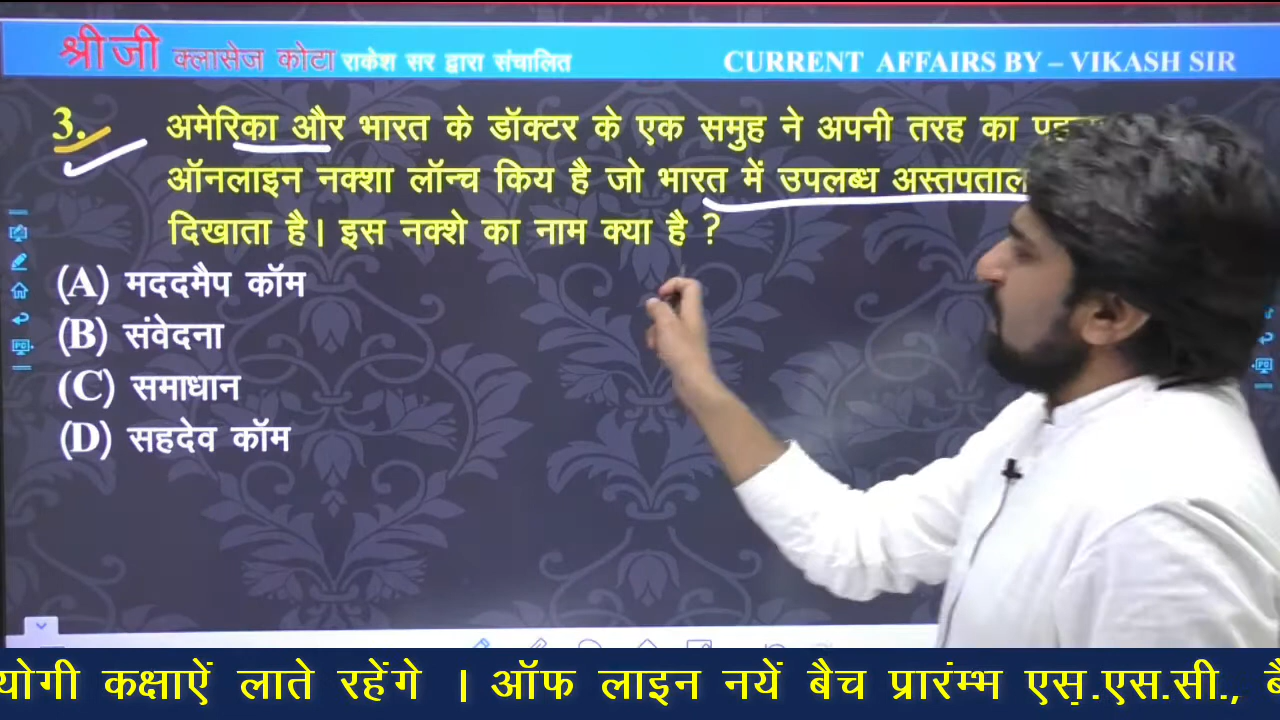 श्रीजी क्लासेज कोटा राकेश सर द्वारा संचालित CURRENT AFFAIRS BY – VIKASH SIR
3. अमेरिका और भारत के डॉक्टर के एक समुह ने अपनी तरह का
ऑनलाइन नक्शा लॉन्च किय है जो भारत में उपलब्ध अस्तपताल
दिखाता है। इस नक्शे का नाम क्या है ?
(A) मददमैप कॉम
(B) संवेदना
(C) समाधान
(D) सहदेव कॉम
योगी कक्षाऐं लाते रहेंगे । ऑफ लाइन नयें बैच प्रारंम्भ एस.एस.सी.,